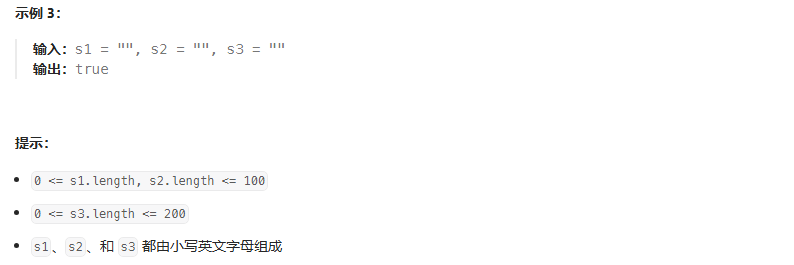 示例 3：
输入：s1 = "", s2 = "", s3 = ""
输出：true
提示：
0 <= s1.length, s2.length <= 100
0 <= s3.length <= 200
s1、s2、和 s3 都由小写英文字母组成